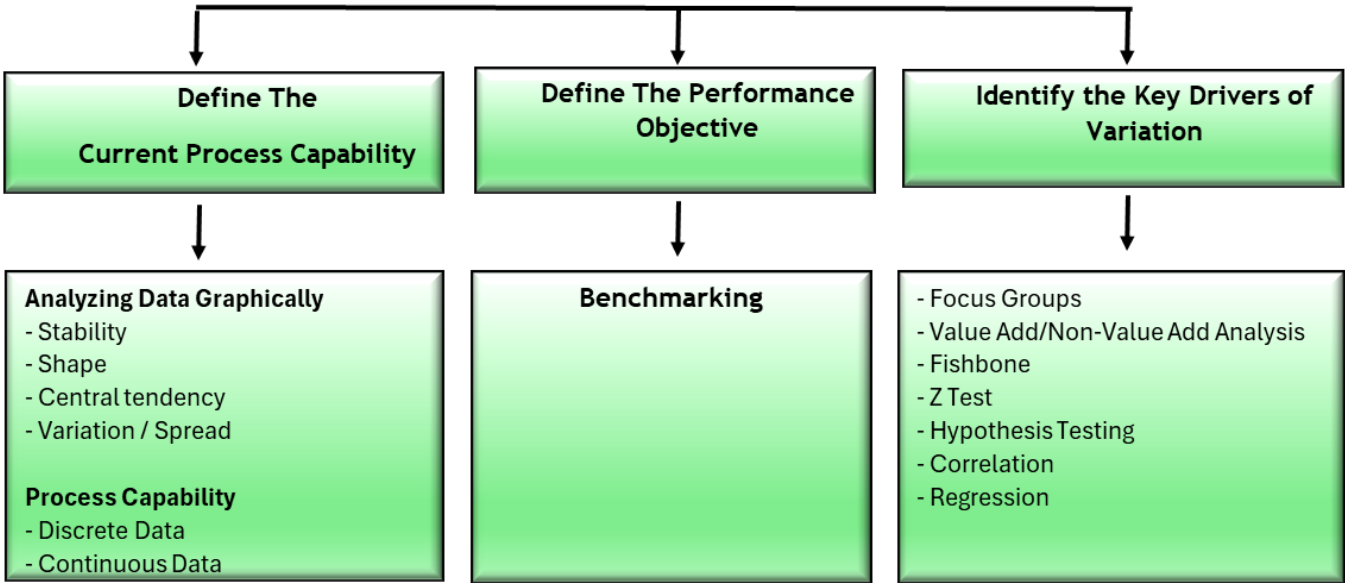 Define The
Current Process Capability
Define The Performance
Objective
Identify the Key Drivers of
Variation
Analyzing Data Graphically
- Stability
- Shape
- Central tendency
- Variation / Spread
Process Capability
- Discrete Data
- Continuous Data
Benchmarking
- Focus Groups
- Value Add/Non-Value Add Analysis
- Fishbone
- Z Test
- Hypothesis Testing
- Correlation
- Regression